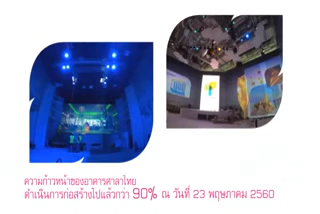 ความก้าวหน้าของอาคารศาลาไทย
ดำเนินการก่อสร้างไปแล้วกว่า 90% ณ วันที่ 23 พฤษภาคม 2560